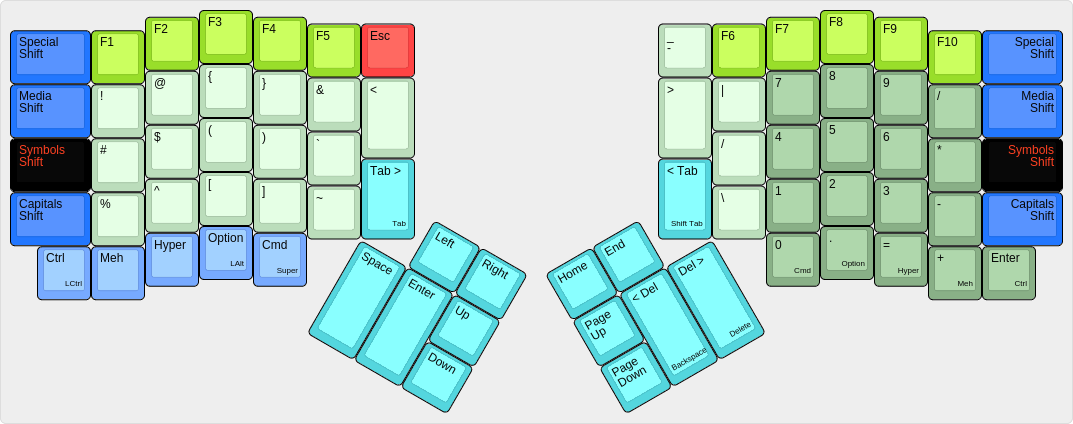 Special
Shift
F1
F2
F3
F4
F5
Esc
Media
Shift
!
@
{
}
&
<
Symbols
Shift
#
$
(
)
`
Capitals
Shift
%
^
[
]
~
Tab >
Tab
Ctrl
LCtrl
Meh
Hyper
Option
LAlt
Cmd
Super
Space
Enter
Left
Right
Up
Down
_
-
F6
F7
F8
F9
F10
Special
Shift
>
|
7
8
9
/
Media
Shift
/
4
5
6
*
Symbols
Shift
< Tab
Shift Tab
\
1
2
3
-
Capitals
Shift
0
Cmd
.
Option
=
Hyper
+
Meh
Enter
Ctrl
Home
End
Page
Up
Page
Down
< Del
Backspace
Del >
Delete